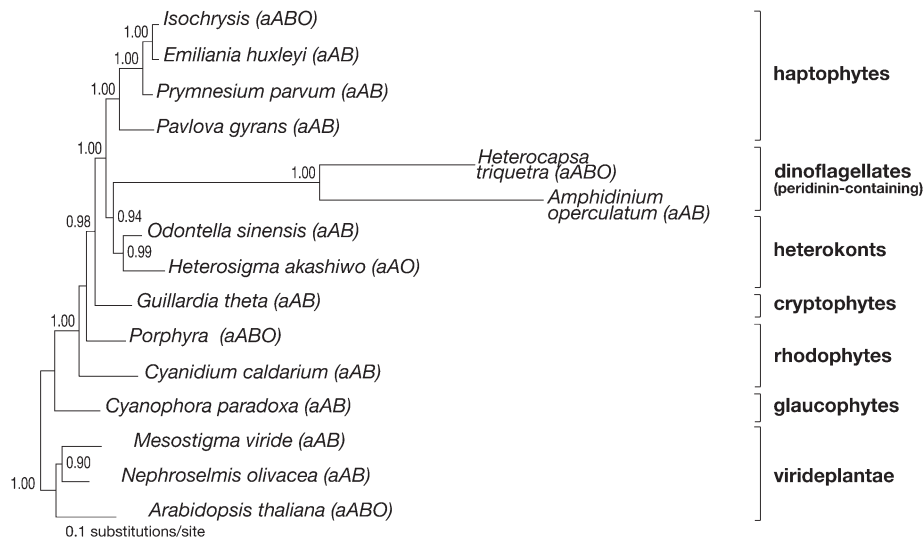 Isochrysis (aABO)
1.00
Emiliania huxleyi (aAB)
1.00
haptophytes
Prymnesium parvum (aAB)
1.00
Pavlova gyrans (aAB)
1.00
Heterocapsa
triquetra (aABO)
1.00
dinoflagellates
(peridinin-containing)
Amphidinium
operculatum (aAB)
0.94
0.98
Odontella sinensis (aAB)
0.99
heterokonts
Heterosigma akashiwo (aAO)
Guillardia theta (aAB)
cryptophytes
1.00
Porphyra (aABO)
rhodophytes
Cyanidium caldarium (aAB)
Cyanophora paradoxa (aAB)
glaucophytes
Mesostigma viride (aAB)
0.90
Nephroselmis olivacea (aAB)
virideplantae
1.00
Arabidopsis thaliana (aABO)
0.1 substitutions/site